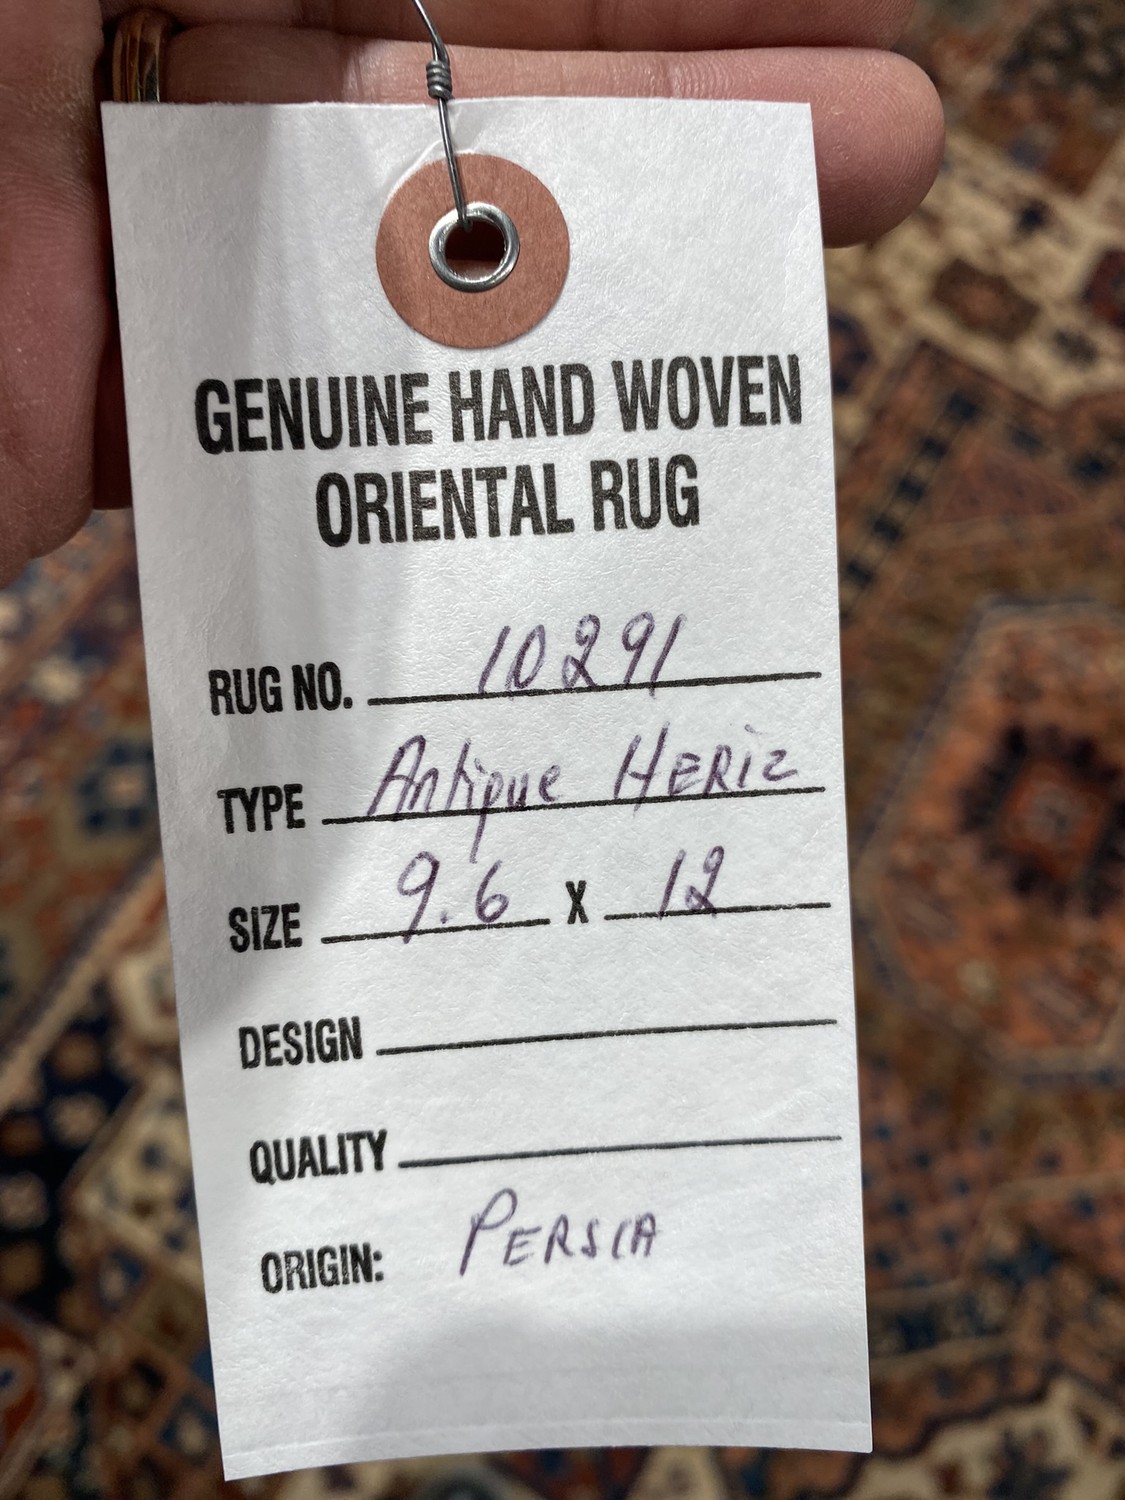 GENUINE HAND WOVEN
ORIENTAL RUG
RUG NO. 10291
TYPE Antique HERiz
SIZE 9.6 X 12
DESIGN
QUALITY
ORIGIN: PERSIA